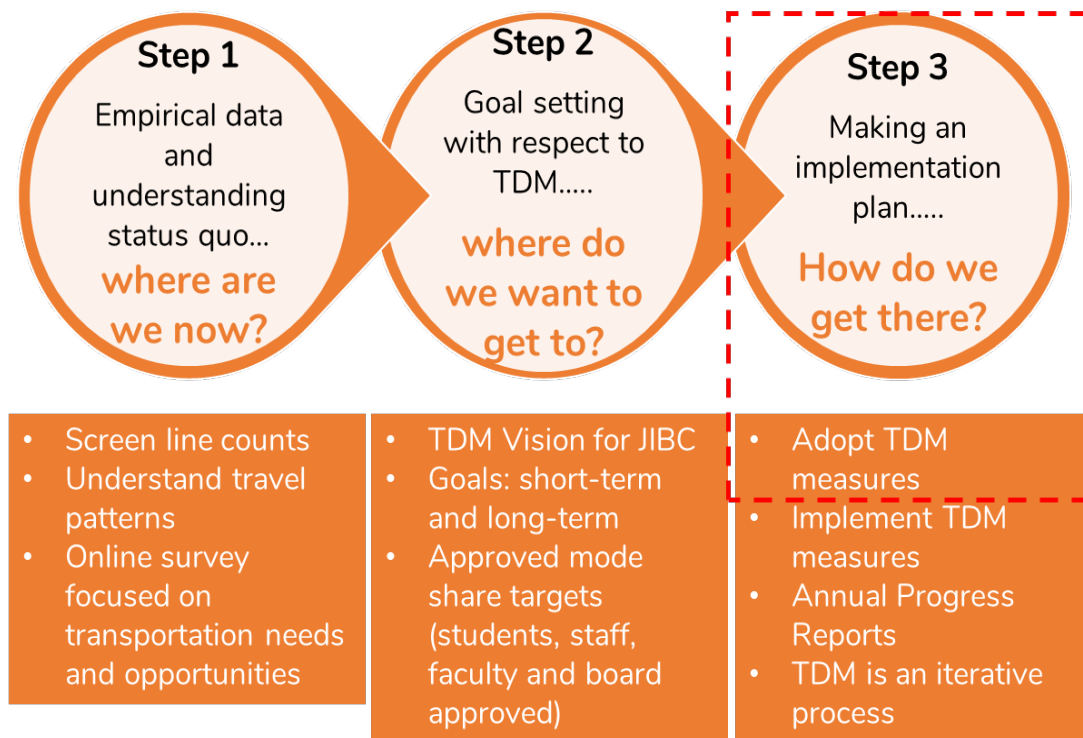 Step 1
Empirical data
and
understanding
status quo...
where are
we now?
Step 2
Goal setting
with respect to
TDM.....
where do
we want to
get to?
Step 3
Making an
implementation
plan.....
How do we
get there?
• Screen line counts
• Understand travel
patterns
• Online survey
focused on
transportation needs
and opportunities
• TDM Vision for JIBC
• Goals: short-term
and long-term
• Approved mode
share targets
(students, staff,
faculty and board
approved)
• Adopt TDM
measures
• Implement TDM
measures
• Annual Progress
Reports
• TDM is an iterative
process